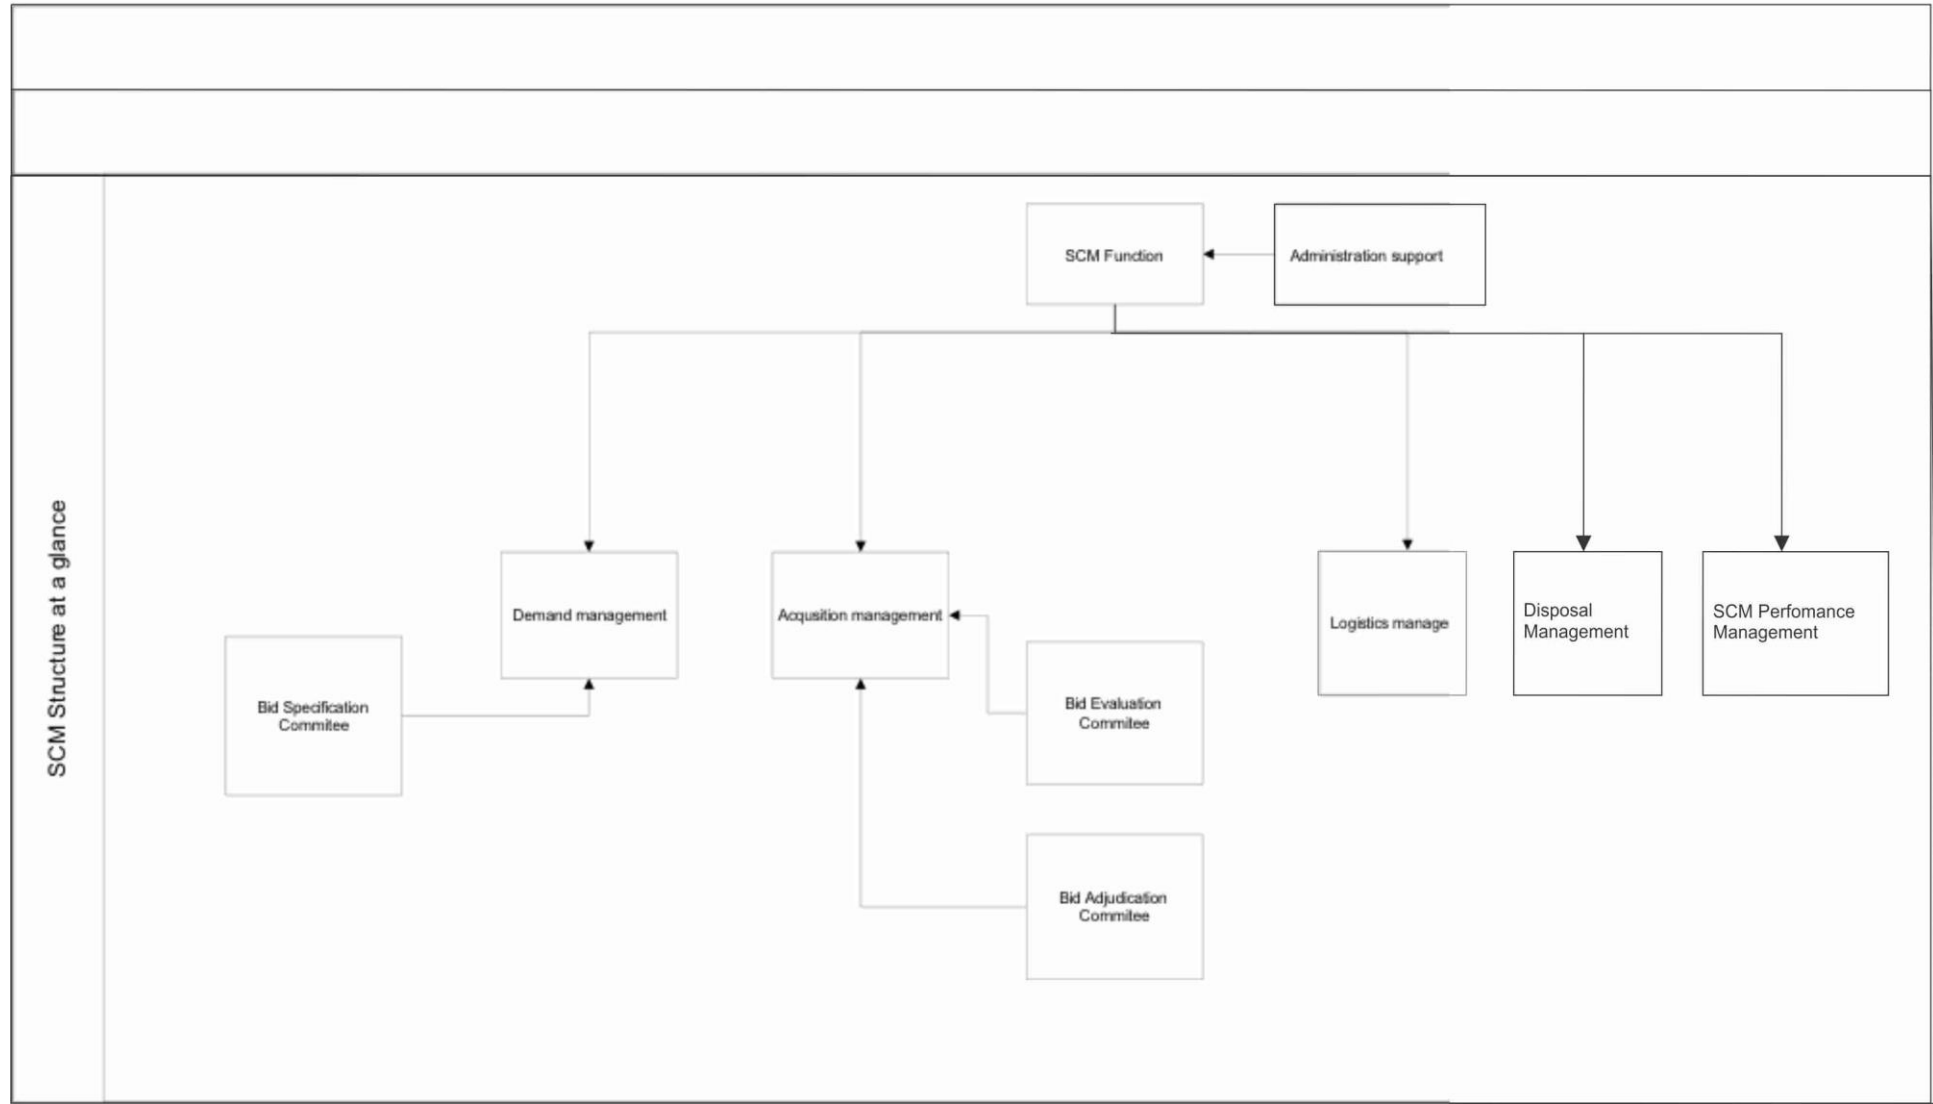 SCM Structure at a glance
SCM Function
Administration support
Demand management
Acqusition management
Logistics manage
Disposal
Management
SCM Perfomance
Management
Bid Specification
Commitee
Bid Evaluation
Commitee
Bid Adjudication
Commitee